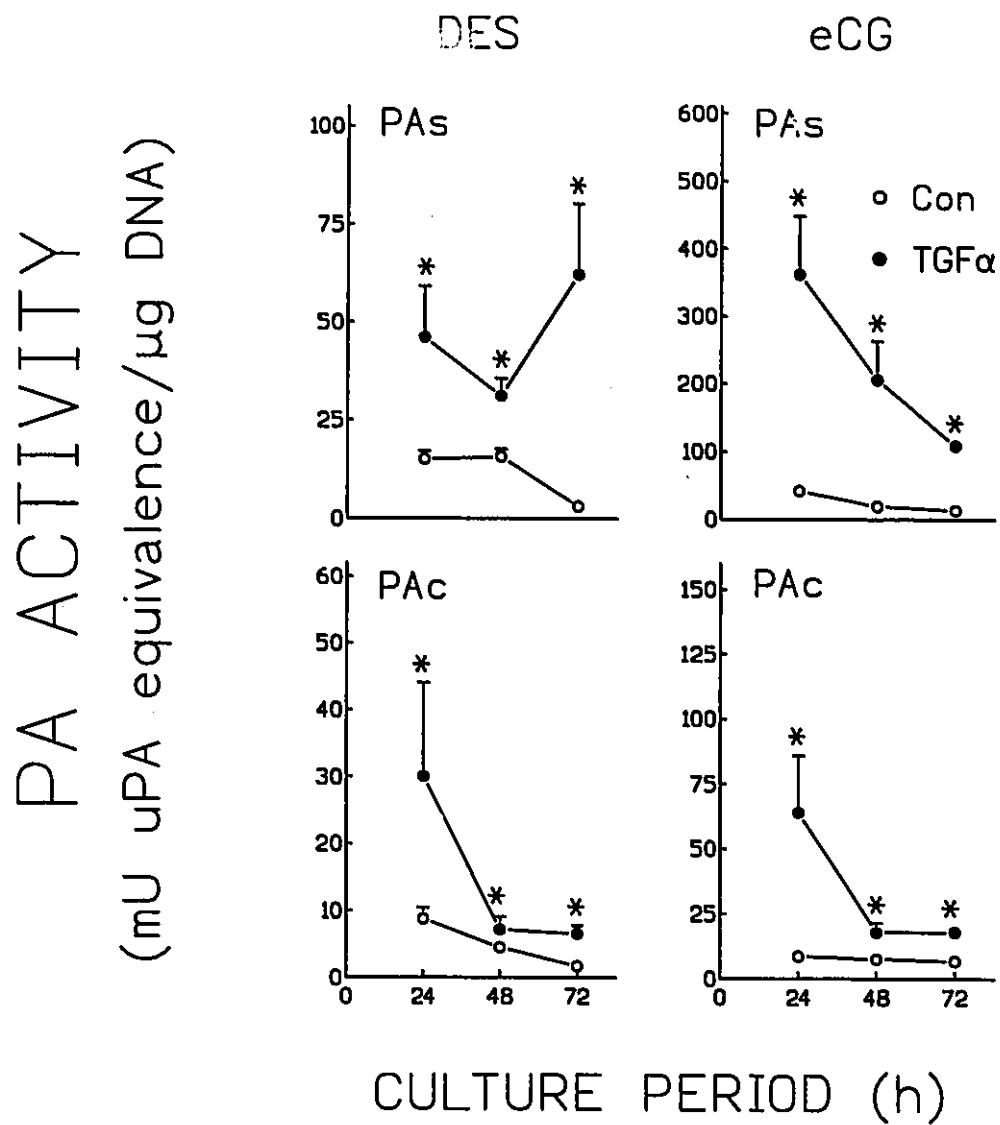 DES
eCG
PA ACTIVITY
(mU uPA equivalence/µg DNA)
PAs
100
75
50
25
0
*
*
*
PAs
600
500
400
300
200
100
0
*
*
*
Con
TGFα
PAc
60
50
40
30
20
10
0
*
*
*
0 24 48 72
PAc
150
125
100
75
50
25
0
*
*
*
0 24 48 72
CULTURE PERIOD (h)